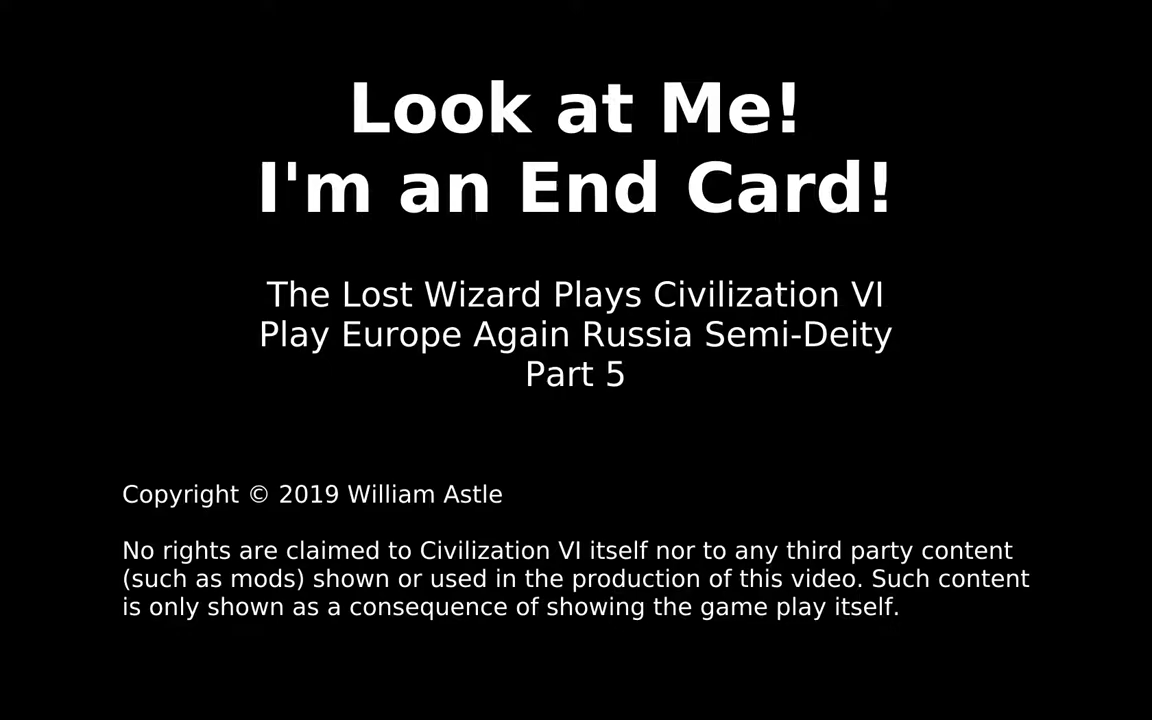 Look at Me!
I'm an End Card!
The Lost Wizard Plays Civilization VI
Play Europe Again Russia Semi-Deity
Part 5
Copyright © 2019 William Astle
No rights are claimed to Civilization VI itself nor to any third party content
(such as mods) shown or used in the production of this video. Such content
is only shown as a consequence of showing the game play itself.